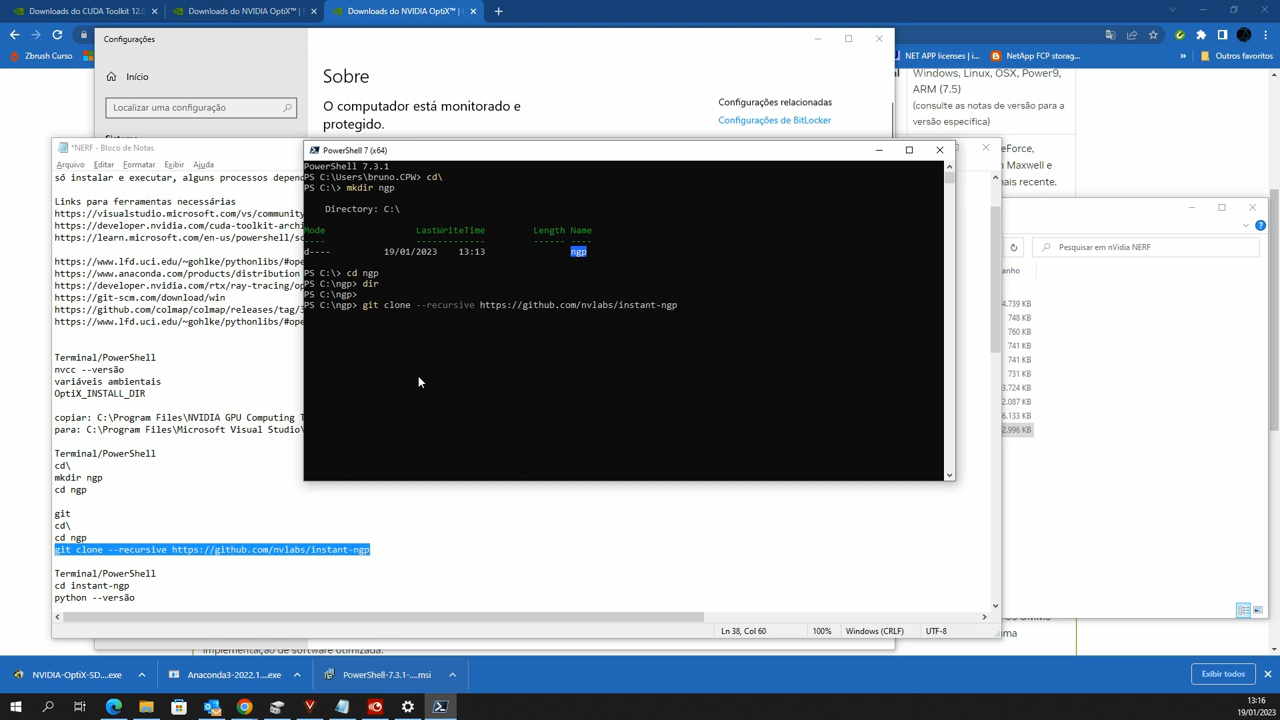 Downloads do CUDA Toolkit 12.0
Downloads do NVIDIA OptiX™ |
Downloads do NVIDIA OptiX™ |
Zbrush Curso
NET APP licenses | i...
NetApp FCP storag...
Outros favoritos
Configurações
Início
Localizar uma configuração
Sobre
O computador está monitorado e
protegido.
Configurações relacionadas
Configurações de BitLocker
Windows, Linux, OSX, Power9,
ARM (7.5)
(consulte as notas de versão para a
versão específica)
eForce,
n Maxwell e
nais recente.
*NERF - Bloco de Notas
Arquivo Editar Formatar Exibir Ajuda
só instalar e executar, alguns processos depend
Links para ferramentas necessárias
https://visualstudio.microsoft.com/vs/community
https://developer.nvidia.com/cuda-toolkit-archi
https://learn.microsoft.com/en-us/powershell/sc
https://www.lfd.uci.edu/~gohlke/pythonlibs/#ope
https://www.anaconda.com/products/distribution
https://developer.nvidia.com/rtx/ray-tracing/op
https://git-scm.com/download/win
https://github.com/colmap/colmap/releases/tag/3
https://www.lfd.uci.edu/~gohlke/pythonlibs/#ope
Terminal/PowerShell
nvcc --versão
variáveis ambientais
OptiX_INSTALL_DIR
copiar: C:\Program Files\NVIDIA GPU Computing T
para: C:\Program Files\Microsoft Visual Studio\
Terminal/PowerShell
cd\
mkdir ngp
cd ngp
git
cd\
cd ngp
git clone --recursive https://github.com/nvlabs/instant-ngp
Terminal/PowerShell
cd instant-ngp
python --versão
Ln 38, Col 60
100%
Windows (CRLF)
UTF-8
PowerShell 7 (x64)
PowerShell 7.3.1
PS C:\Users\bruno.CPW> cd\
PS C:\> mkdir ngp
Directory: C:\
Mode LastWriteTime Length Name
---- ------------- ------ ----
d---- 19/01/2023 13:13 ngp
PS C:\> cd ngp
PS C:\ngp> dir
PS C:\ngp>
PS C:\ngp> git clone --recursive https://github.com/nvlabs/instant-ngp
Pesquisar em nVidia NERF
anho
4.739 KB
748 KB
760 KB
741 KB
741 KB
731 KB
3.724 KB
2.087 KB
6.133 KB
2.996 KB
implementação de software otimizada.
NVIDIA-OptiX-SD....exe
Anaconda3-2022.1....exe
PowerShell-7.3.1-....msi
Exibir todos
13:16
19/01/2023